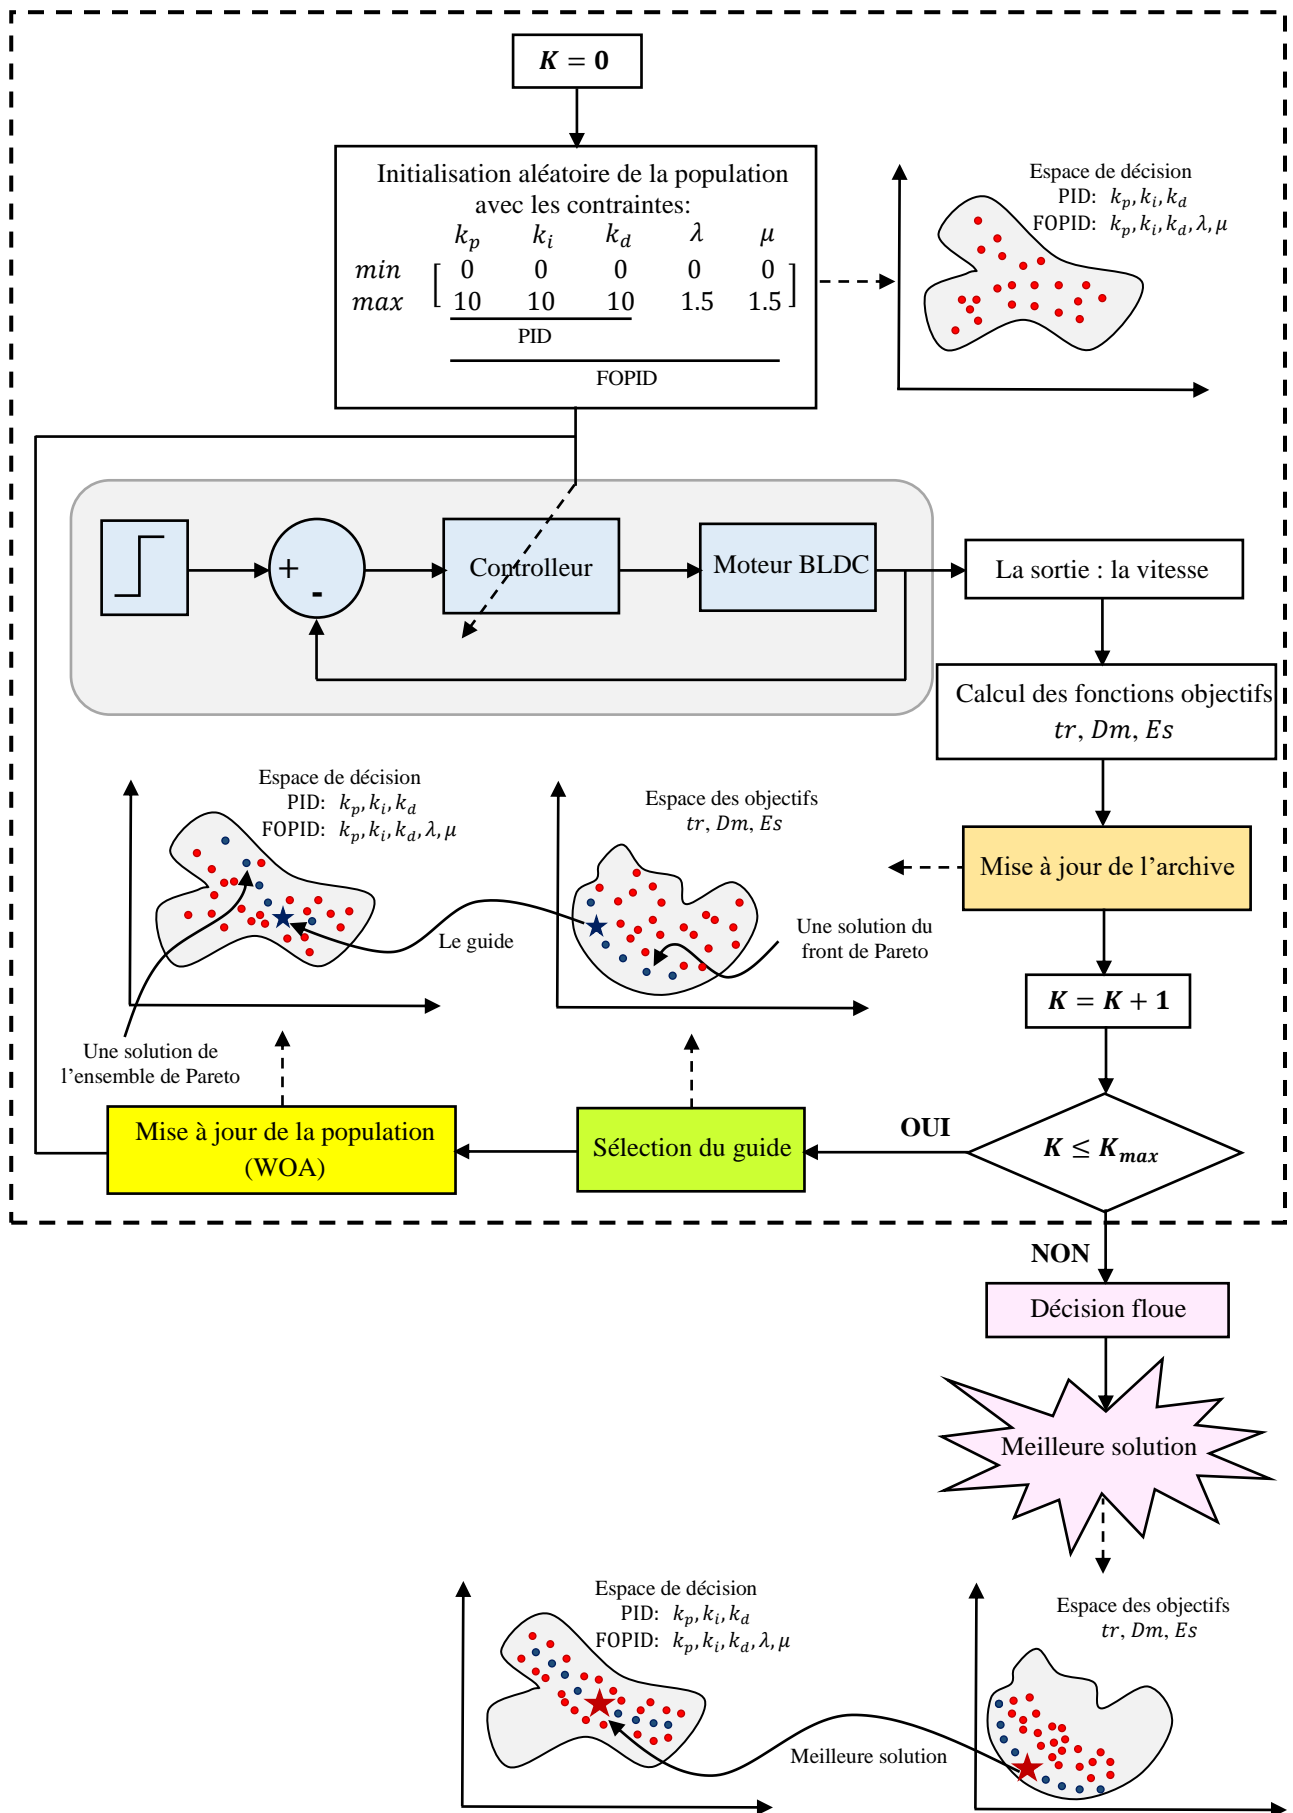 K = 0
Initialisation aléatoire de la population
avec les contraintes:
k_p k_i k_d λ μ
min [ 0 0 0 0 0 ]
max 10 10 10 1.5 1.5
PID
FOPID
Espace de décision
PID: k_p, k_i, k_d
FOPID: k_p, k_i, k_d, λ, μ
+
-
Controlleur
Moteur BLDC
La sortie : la vitesse
Calcul des fonctions objectifs
tr, Dm, Es
Espace de décision
PID: k_p, k_i, k_d
FOPID: k_p, k_i, k_d, λ, μ
Espace des objectifs
tr, Dm, Es
Mise à jour de l’archive
Le guide
Une solution du
front de Pareto
K = K + 1
Une solution de
l’ensemble de Pareto
Mise à jour de la population
(WOA)
Sélection du guide
OUI
K ≤ K_max
NON
Décision floue
Meilleure solution
Espace de décision
PID: k_p, k_i, k_d
FOPID: k_p, k_i, k_d, λ, μ
Espace des objectifs
tr, Dm, Es
Meilleure solution